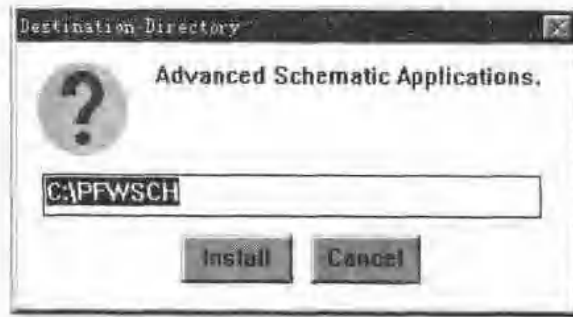 Destination Directory
Advanced Schematic Applications.
C:\PFWSCH
Install
Cancel